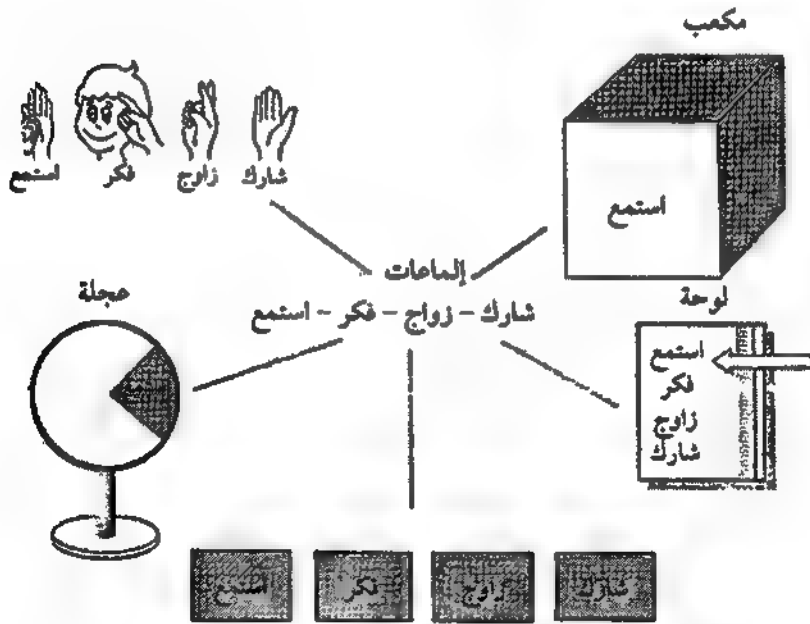 مكعب
استمع
استمع فكر زاوج شارك
إلماعات
شارك - زواج - فكر - استمع
عجلة
لوحة
استمع
فكر
زاوج
شارك
استمع فكر زاوج شارك